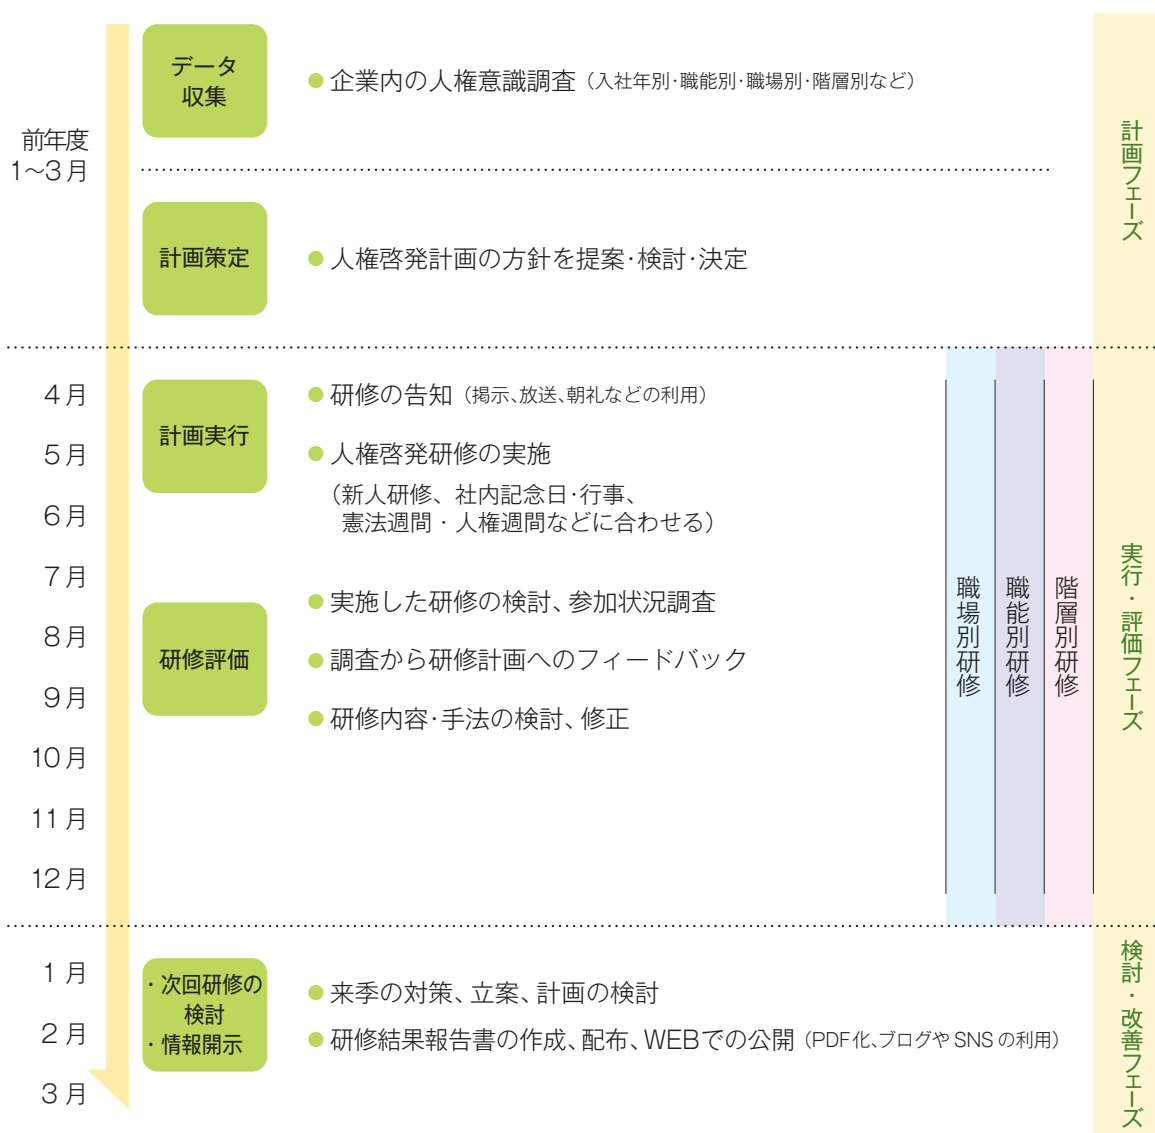 データ
収集
●企業内の人権意識調査（入社年別・職能別・職場別・階層別など）
前年度
1〜3月
計画策定
●人権啓発計画の方針を提案・検討・決定
計画フェーズ
4月
5月
6月
7月
8月
9月
10月
11月
12月
計画実行
●研修の告知（掲示、放送、朝礼などの利用）
●人権啓発研修の実施
（新人研修、社内記念日・行事、
憲法週間・人権週間などに合わせる）
研修評価
●実施した研修の検討、参加状況調査
●調査から研修計画へのフィードバック
●研修内容・手法の検討、修正
職場別研修
職能別研修
階層別研修
実行・評価フェーズ
1月
2月
3月
・次回研修の
検討
・情報開示
●来季の対策、立案、計画の検討
●研修結果報告書の作成、配布、WEBでの公開（PDF化、ブログやSNSの利用）
検討・改善フェーズ